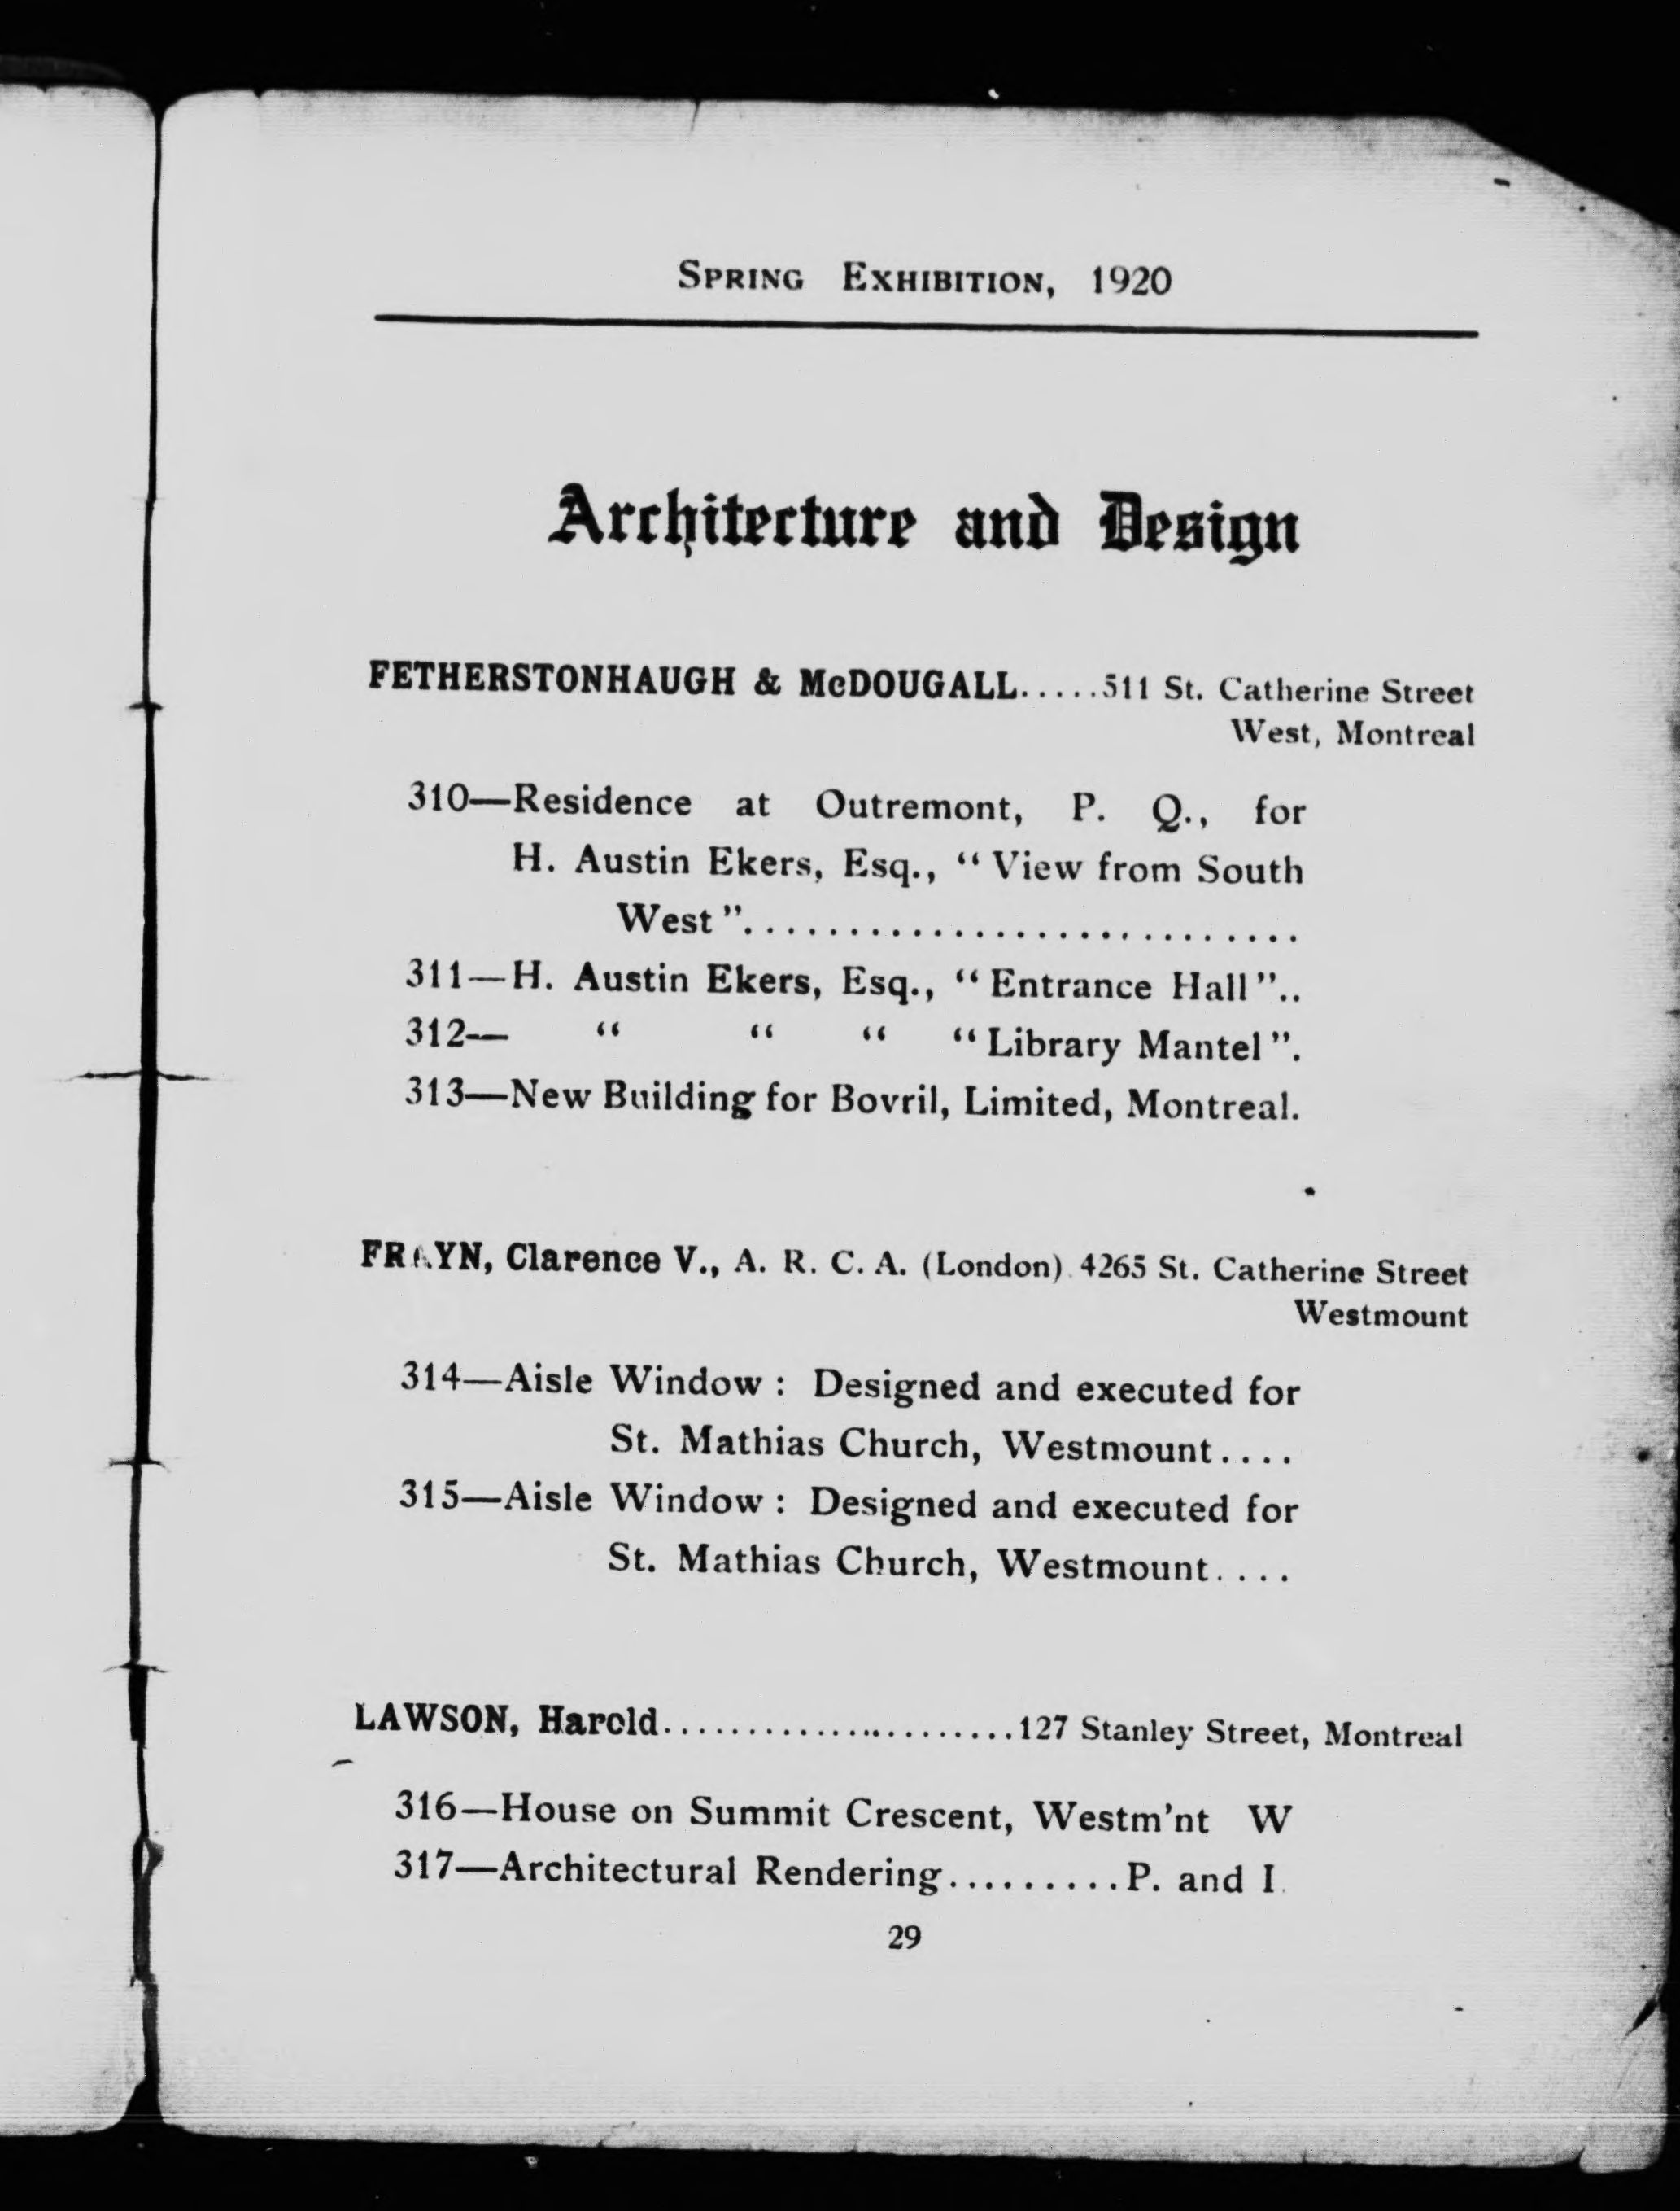 Spring Exhibition, 1920
Architecture and Design
FETHERSTONHAUGH & McDOUGALL.....511 St. Catherine Street
West, Montreal
310—Residence at Outremont, P. Q., for
H. Austin Ekers, Esq., “ View from South
West ”...........................
311—H. Austin Ekers, Esq., “ Entrance Hall ”..
312— “ “ “ “ Library Mantel ”.
313—New Building for Bovril, Limited, Montreal.
FRAYN, Clarence V., A. R. C. A. (London) 4265 St. Catherine Street
Westmount
314—Aisle Window : Designed and executed for
St. Mathias Church, Westmount....
315—Aisle Window : Designed and executed for
St. Mathias Church, Westmount....
LAWSON, Harold......................127 Stanley Street, Montreal
316—House on Summit Crescent, Westm’nt W
317—Architectural Rendering.........P. and I.
29